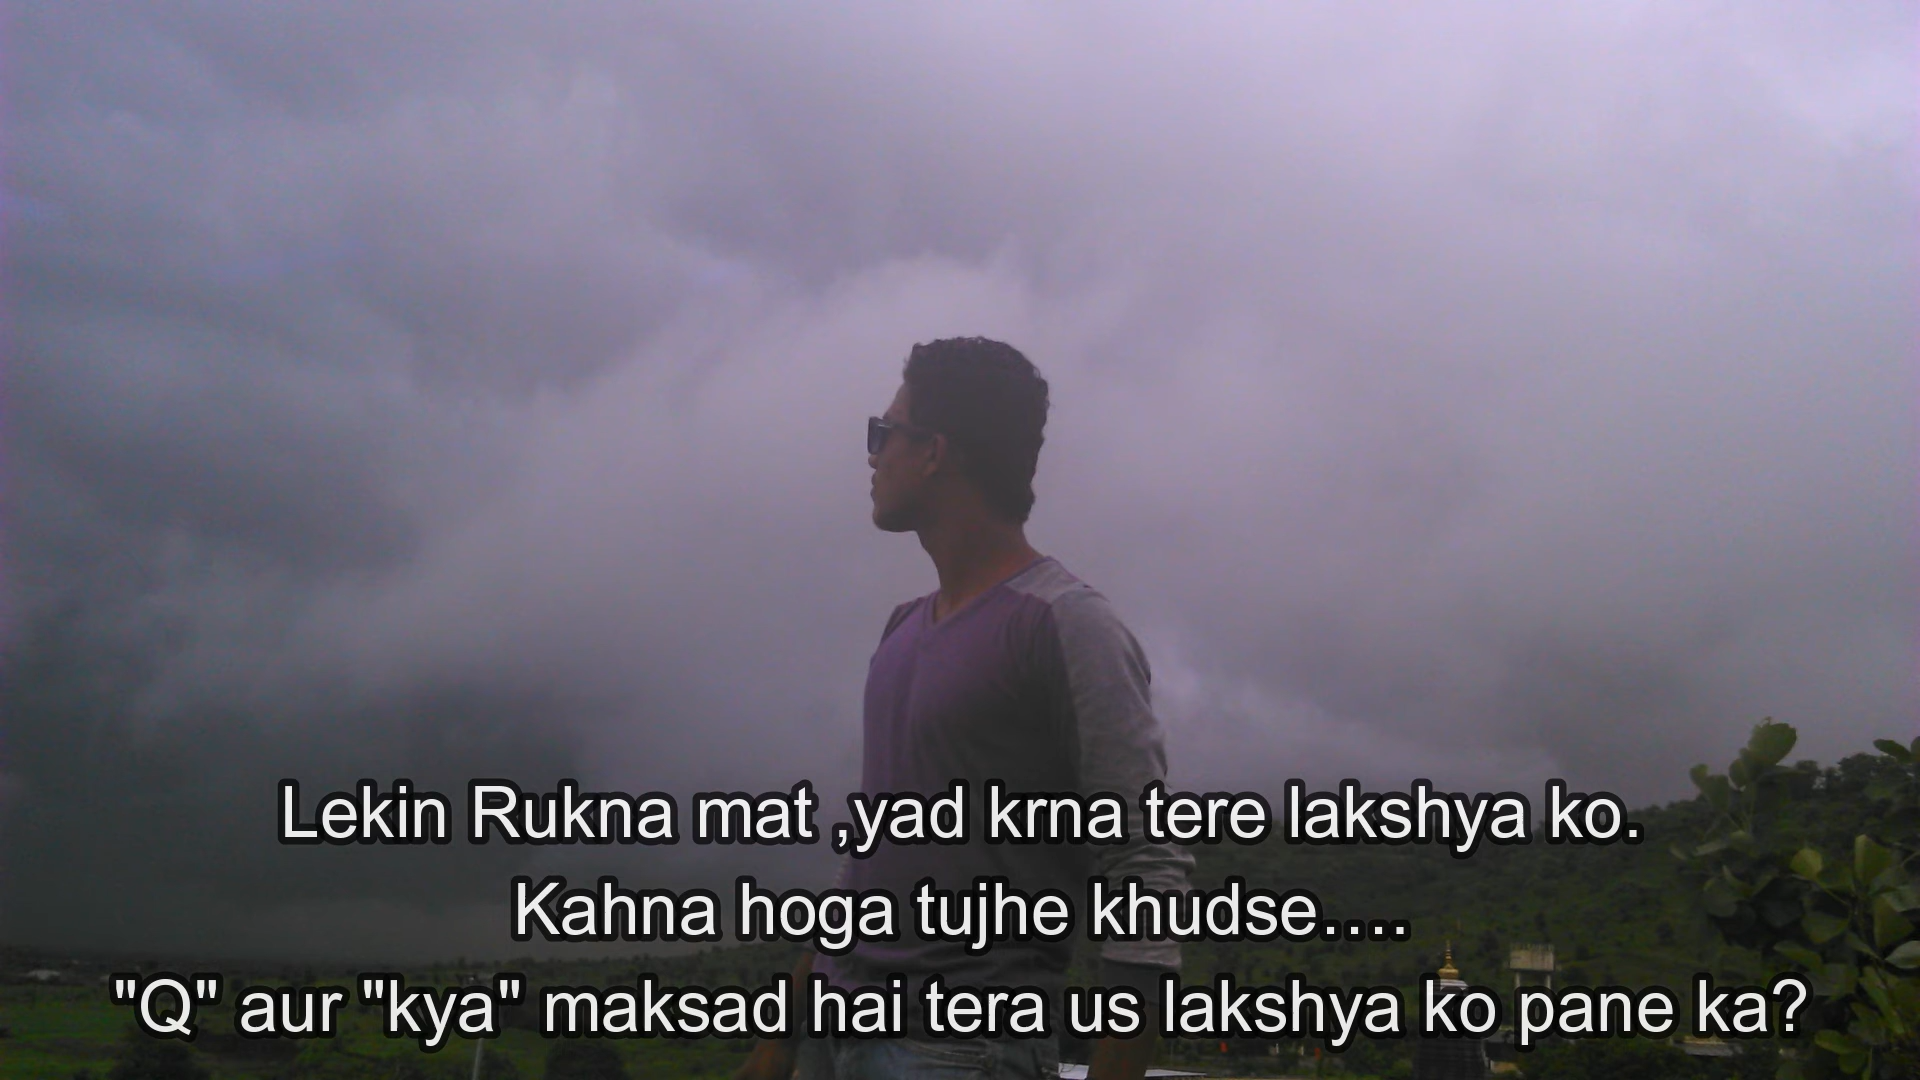 Lekin Rukna mat ,yad krna tere lakshya ko.
Kahna hoga tujhe khudse....
"Q" aur "kya" maksad hai tera us lakshya ko pane ka?